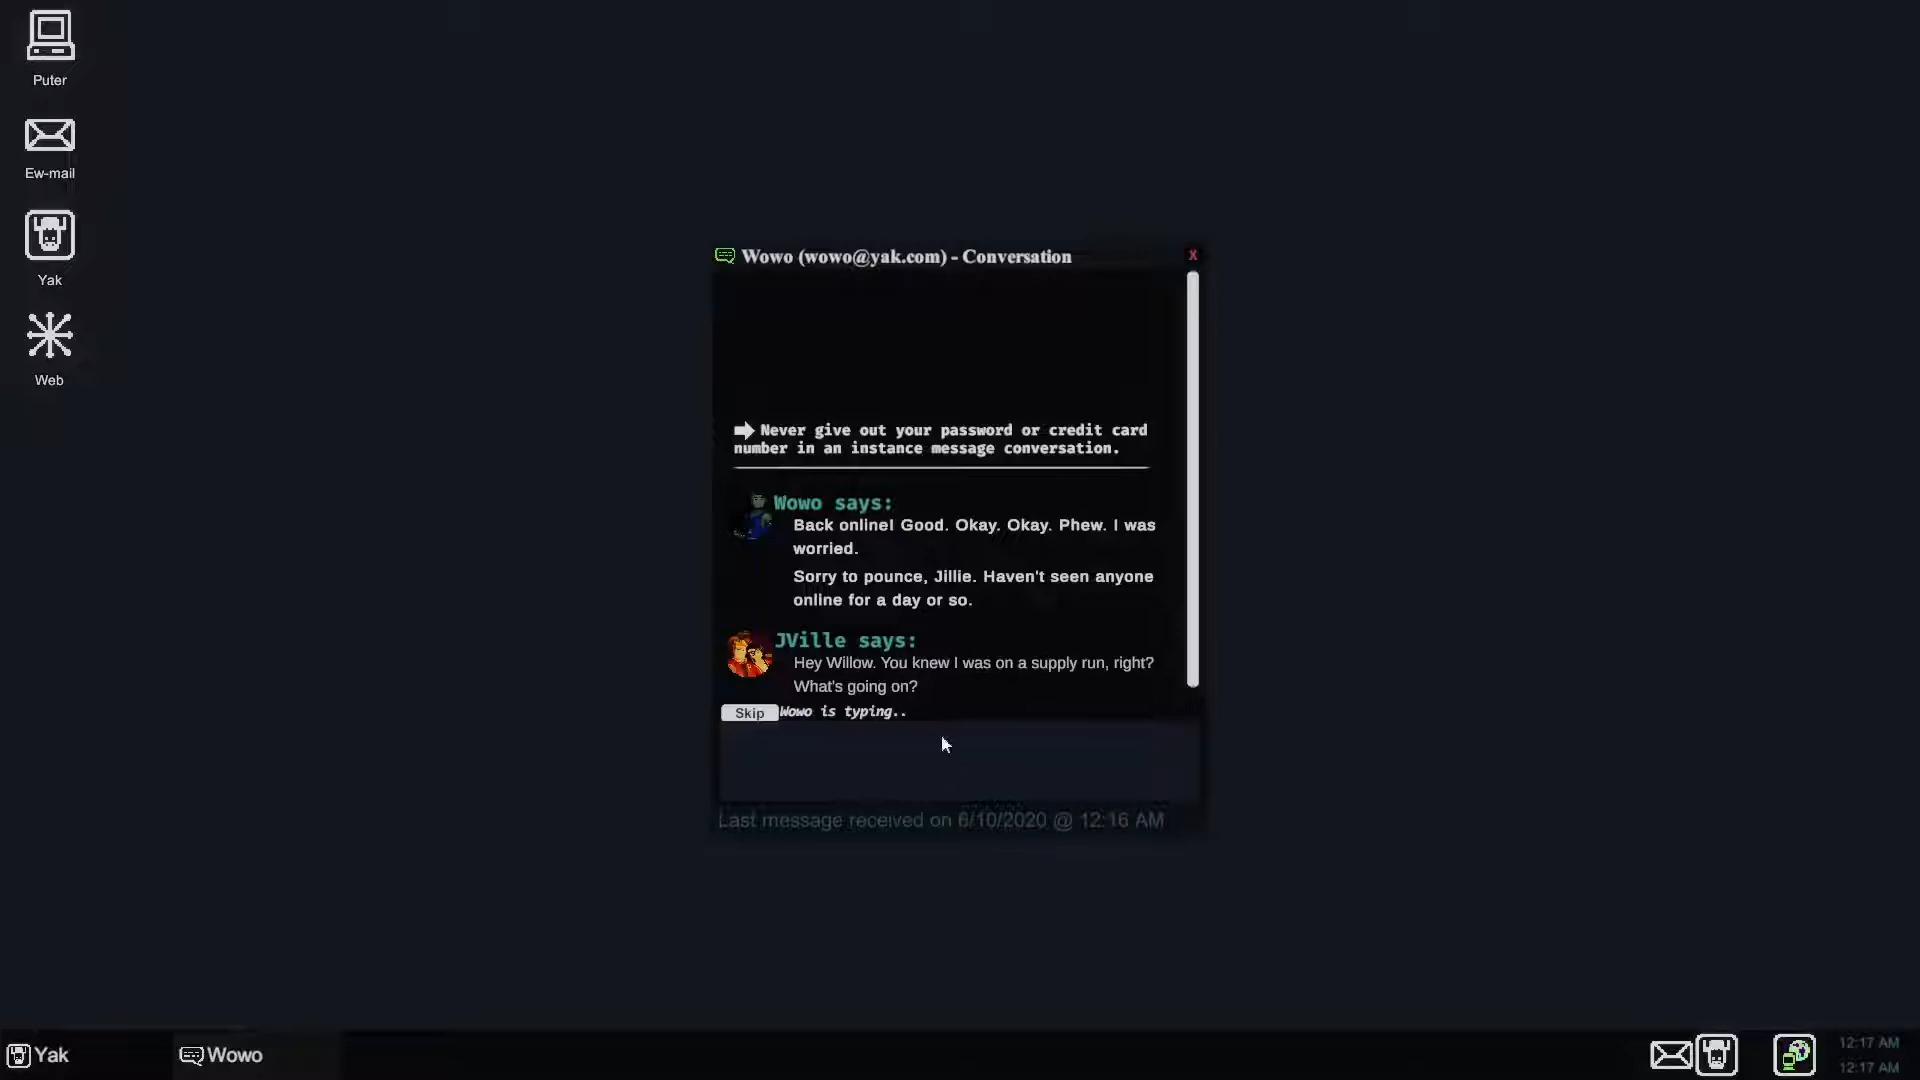 Puter
Ew-mail
Yak
Web
Wowo (wowo@yak.com) - Conversation
X
Never give out your password or credit card
number in an instance message conversation.
Wowo says:
Back online! Good. Okay. Okay. Phew. I was
worried.
Sorry to pounce, Jillie. Haven't seen anyone
online for a day or so.
JVille says:
Hey Willow. You knew I was on a supply run, right?
What's going on?
Skip
Wowo is typing..
Last message received on 6/10/2020 @ 12:16 AM
Yak
Wowo
12:17 AM
12:17 AM